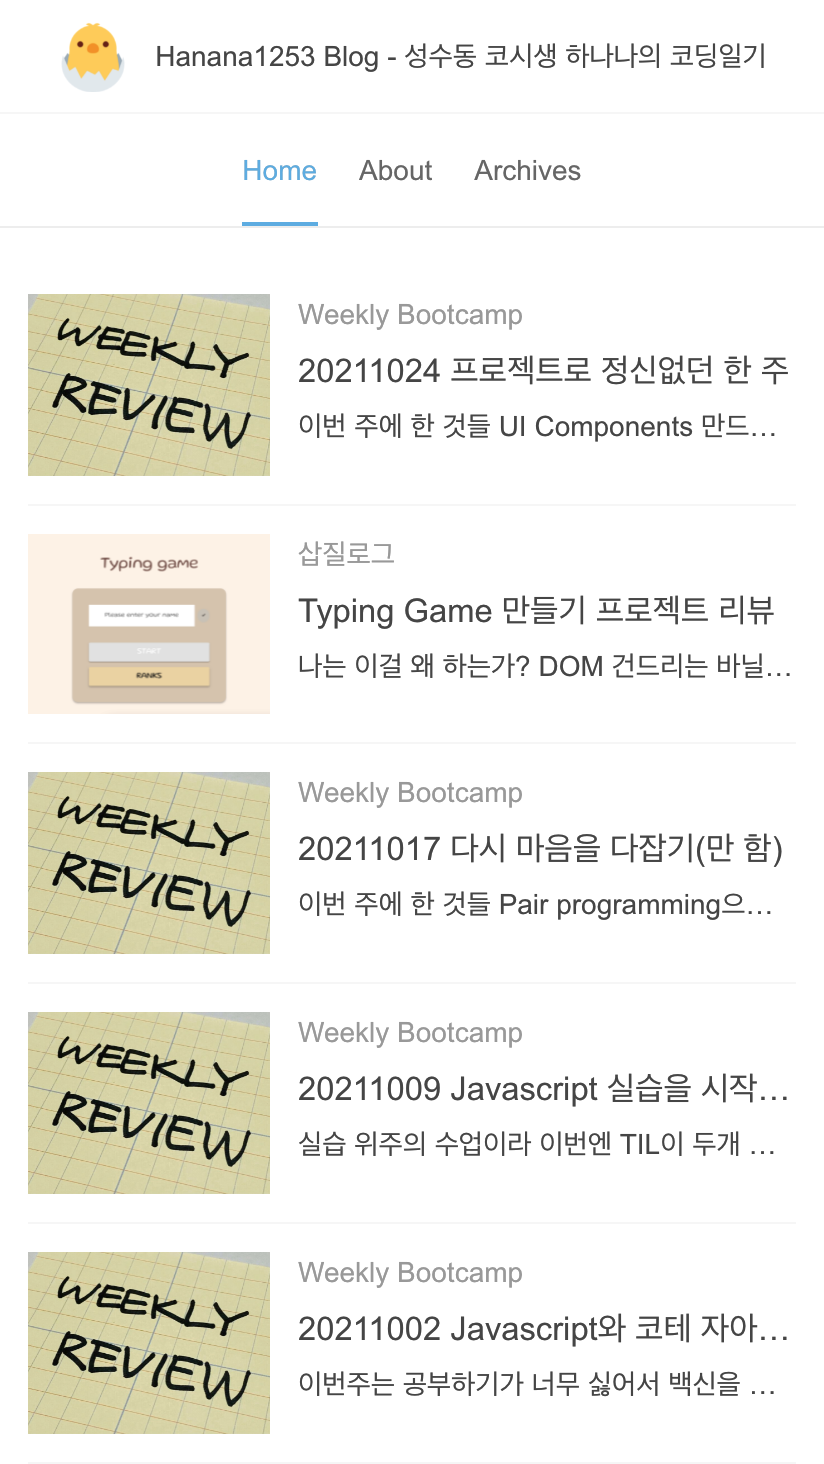 Hanana1253 Blog - 성수동 코시생 하나나의 코딩일기
Home About Archives
WEEKLY
REVIEW
Weekly Bootcamp
20211024 프로젝트로 정신없던 한 주
이번 주에 한 것들 UI Components 만드...
Typing game
Please enter your name
START
RANKS
삽질로그
Typing Game 만들기 프로젝트 리뷰
나는 이걸 왜 하는가? DOM 건드리는 바닐...
WEEKLY
REVIEW
Weekly Bootcamp
20211017 다시 마음을 다잡기(만 함)
이번 주에 한 것들 Pair programming으...
WEEKLY
REVIEW
Weekly Bootcamp
20211009 Javascript 실습을 시작...
실습 위주의 수업이라 이번엔 TIL이 두개 ...
WEEKLY
REVIEW
Weekly Bootcamp
20211002 Javascript와 코테 자아...
이번주는 공부하기가 너무 싫어서 백신을 ...